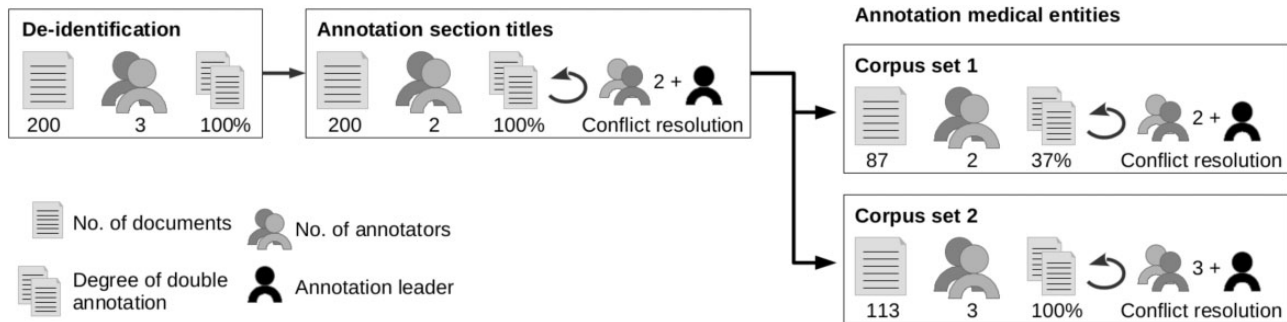 De-identification
200 3 100%
Annotation section titles
2 +
200 2 100% Conflict resolution
Annotation medical entities
Corpus set 1
2 +
87 2 37% Conflict resolution
Corpus set 2
3 +
113 3 100% Conflict resolution
No. of documents
No. of annotators
Degree of double
annotation
Annotation leader